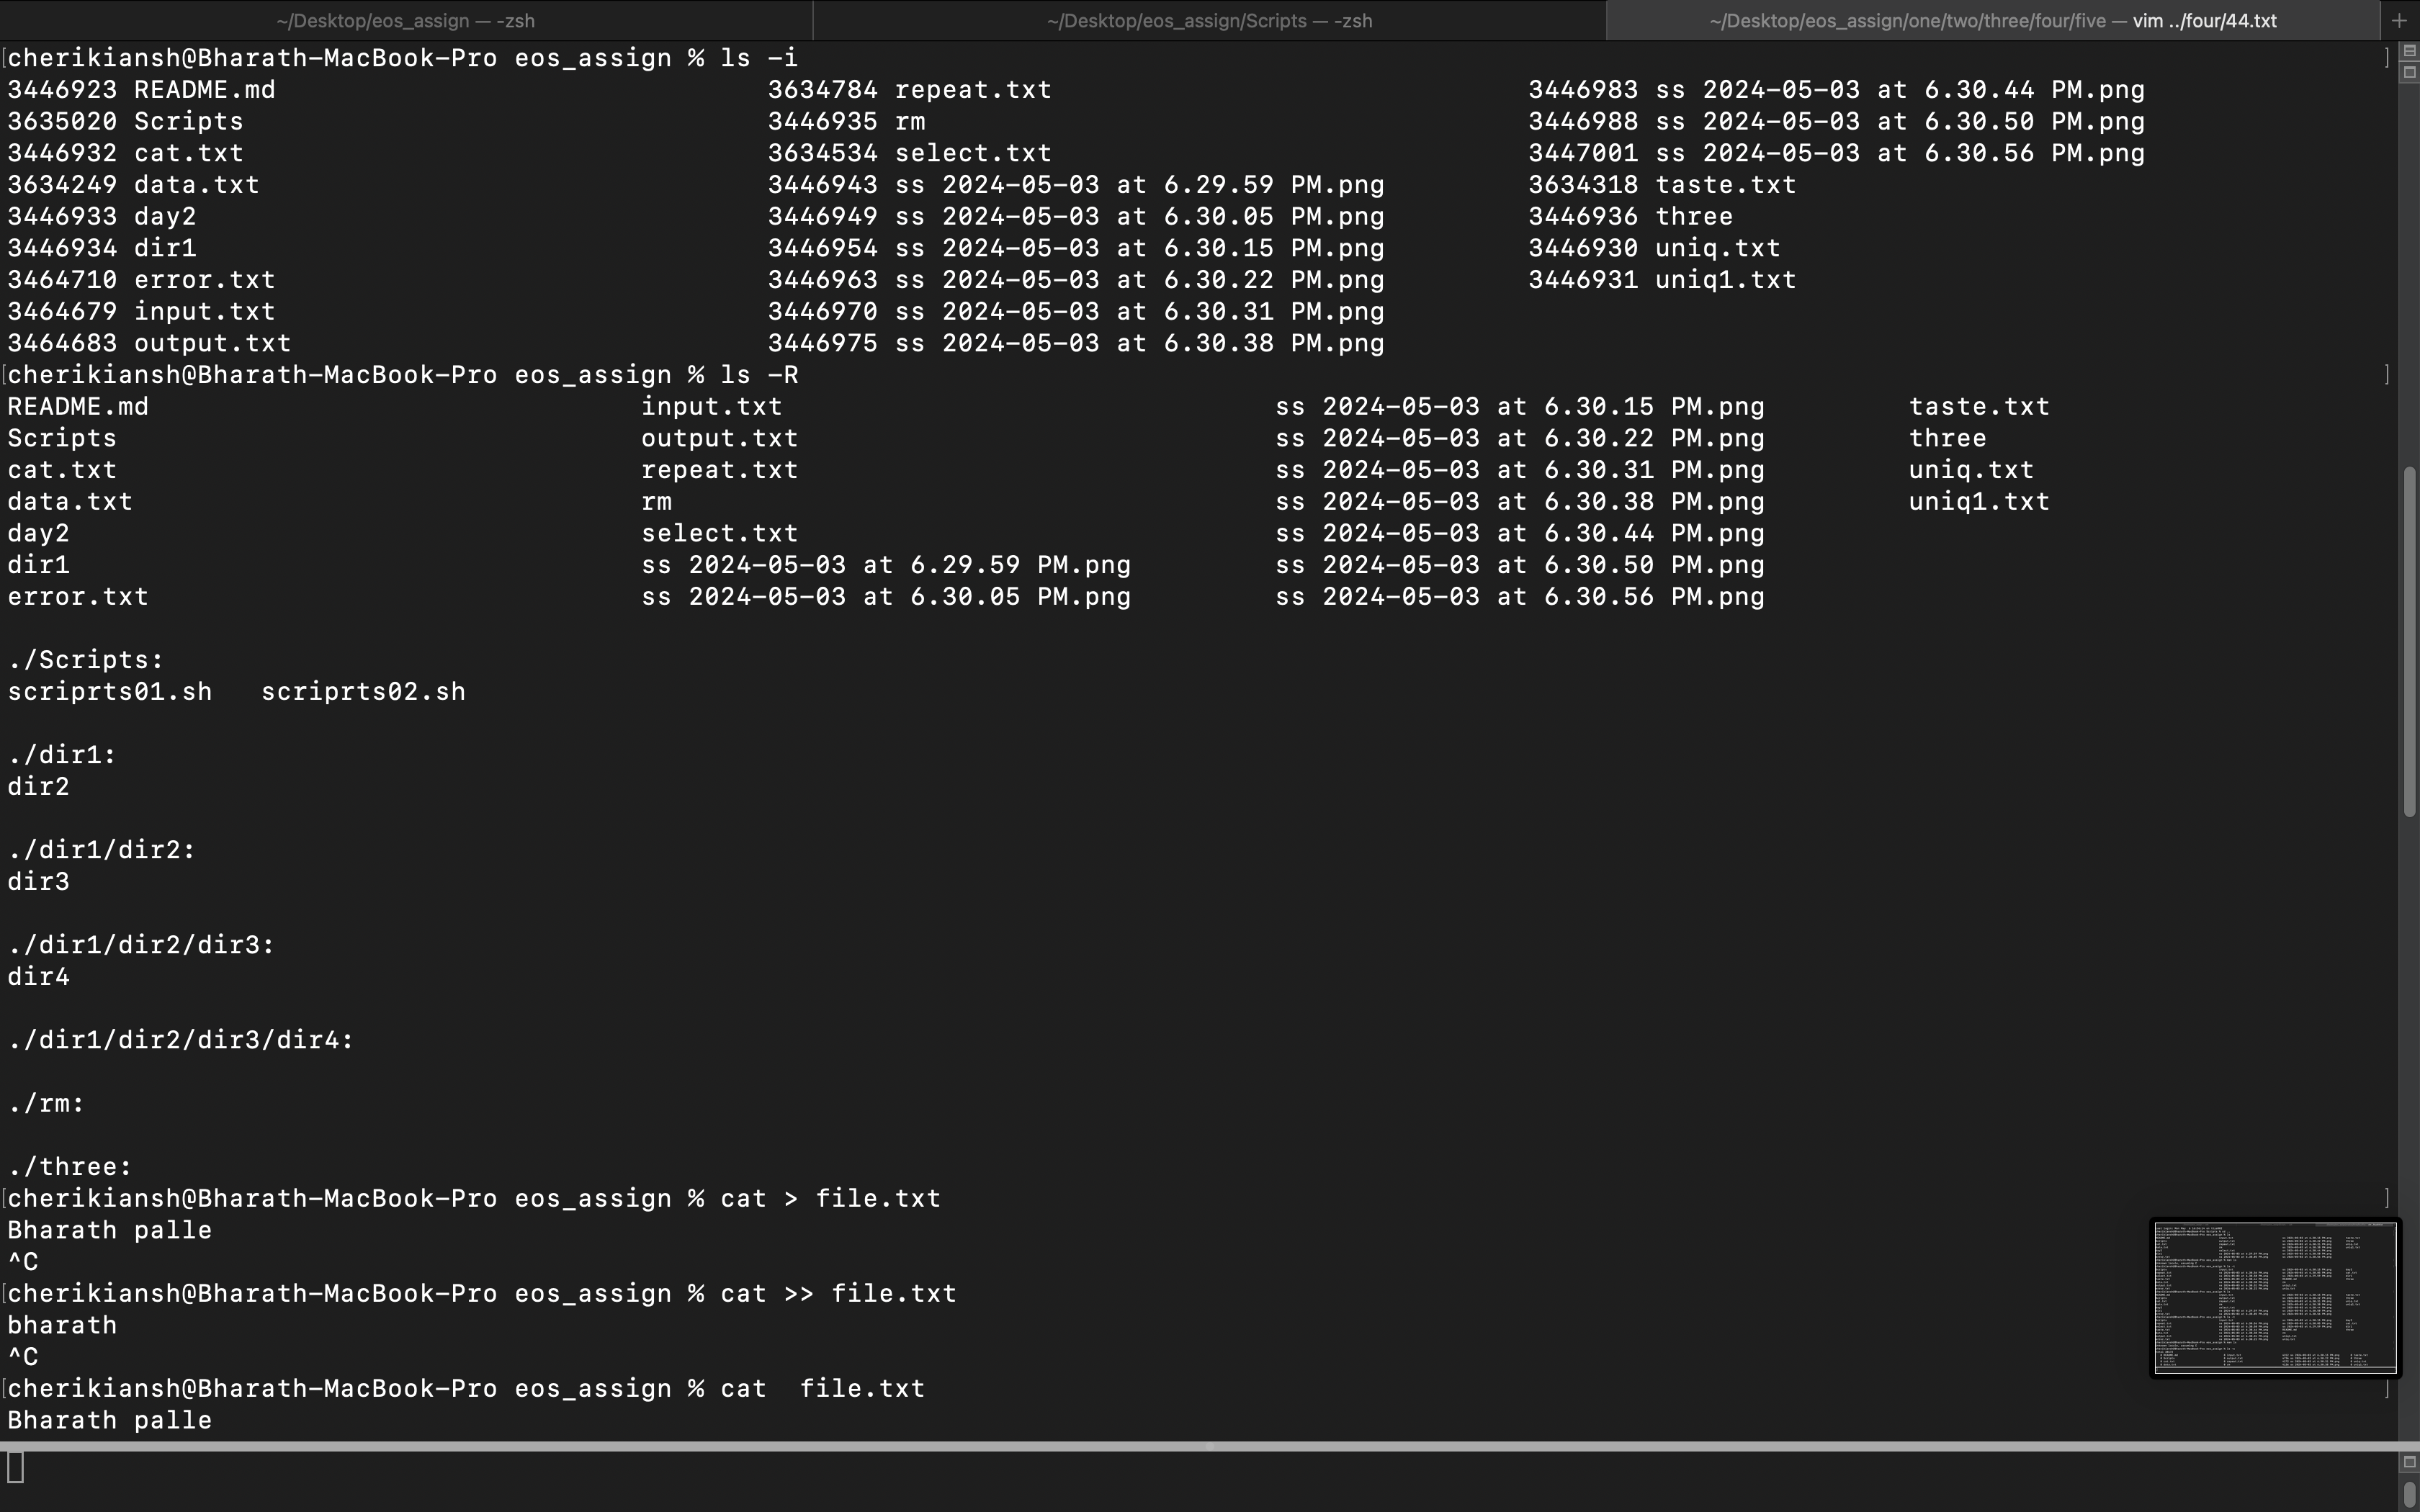 ~/Desktop/eos_assign — -zsh ~/Desktop/eos_assign/Scripts — -zsh ~/Desktop/eos_assign/one/two/three/four/five — vim ../four/44.txt +
[cherikiansh@Bharath-MacBook-Pro eos_assign % ls -i ]
3446923 README.md 3634784 repeat.txt 3446983 ss 2024-05-03 at 6.30.44 PM.png
3635020 Scripts 3446935 rm 3446988 ss 2024-05-03 at 6.30.50 PM.png
3446932 cat.txt 3634534 select.txt 3447001 ss 2024-05-03 at 6.30.56 PM.png
3634249 data.txt 3446943 ss 2024-05-03 at 6.29.59 PM.png 3634318 taste.txt
3446933 day2 3446949 ss 2024-05-03 at 6.30.05 PM.png 3446936 three
3446934 dir1 3446954 ss 2024-05-03 at 6.30.15 PM.png 3446930 uniq.txt
3464710 error.txt 3446963 ss 2024-05-03 at 6.30.22 PM.png 3446931 uniq1.txt
3464679 input.txt 3446970 ss 2024-05-03 at 6.30.31 PM.png
3464683 output.txt 3446975 ss 2024-05-03 at 6.30.38 PM.png
[cherikiansh@Bharath-MacBook-Pro eos_assign % ls -R ]
README.md input.txt ss 2024-05-03 at 6.30.15 PM.png taste.txt
Scripts output.txt ss 2024-05-03 at 6.30.22 PM.png three
cat.txt repeat.txt ss 2024-05-03 at 6.30.31 PM.png uniq.txt
data.txt rm ss 2024-05-03 at 6.30.38 PM.png uniq1.txt
day2 select.txt ss 2024-05-03 at 6.30.44 PM.png
dir1 ss 2024-05-03 at 6.29.59 PM.png ss 2024-05-03 at 6.30.50 PM.png
error.txt ss 2024-05-03 at 6.30.05 PM.png ss 2024-05-03 at 6.30.56 PM.png
./Scripts:
scriprts01.sh scriprts02.sh
./dir1:
dir2
./dir1/dir2:
dir3
./dir1/dir2/dir3:
dir4
./dir1/dir2/dir3/dir4:
./rm:
./three:
[cherikiansh@Bharath-MacBook-Pro eos_assign % cat > file.txt ]
Bharath palle
^C
[cherikiansh@Bharath-MacBook-Pro eos_assign % cat >> file.txt
bharath
^C
[cherikiansh@Bharath-MacBook-Pro eos_assign % cat  file.txt ]
Bharath palle